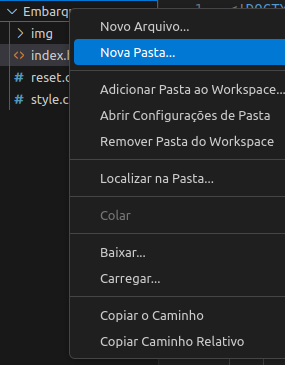 Embarq
img
index.h
reset.c
style.c
Novo Arquivo...
Nova Pasta...
Adicionar Pasta ao Workspace...
Abrir Configurações de Pasta
Remover Pasta do Workspace
Localizar na Pasta...
Colar
Baixar...
Carregar...
Copiar o Caminho
Copiar Caminho Relativo